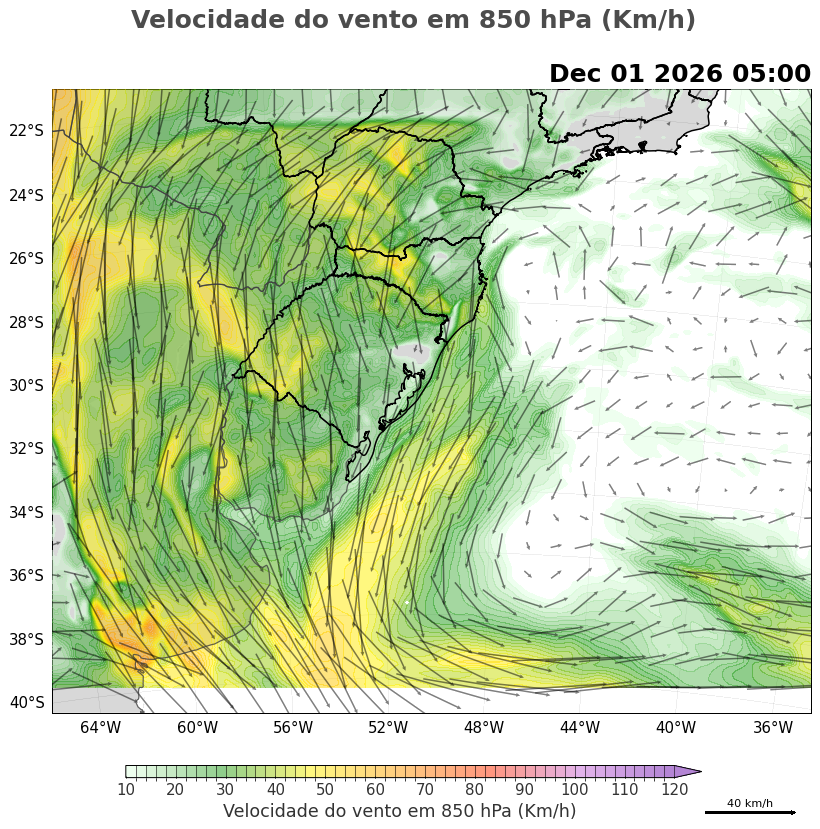 Velocidade do vento em 850 hPa (Km/h)
Dec 01 2026 05:00
22°S
24°S
26°S
28°S
30°S
32°S
34°S
36°S
38°S
40°S
64°W 60°W 56°W 52°W 48°W 44°W 40°W 36°W
10 20 30 40 50 60 70 80 90 100 110 120
Velocidade do vento em 850 hPa (Km/h)
40 km/h